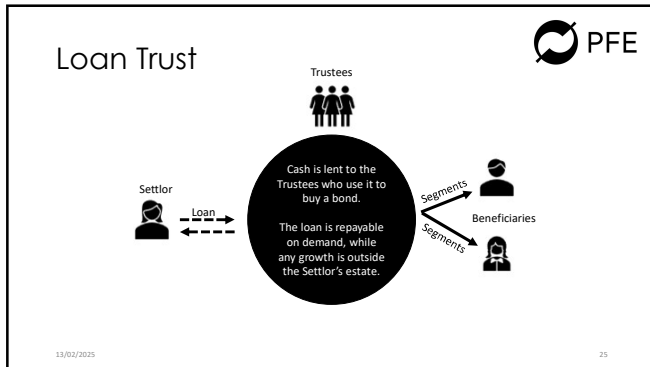 Loan Trust
PFE
Trustees
Cash is lent to the
Trustees who use it to
buy a bond.
The loan is repayable
on demand, while
any growth is outside
the Settlor's estate.
Settlor
Loan
Segments
Segments
Beneficiaries
13/02/2025
25